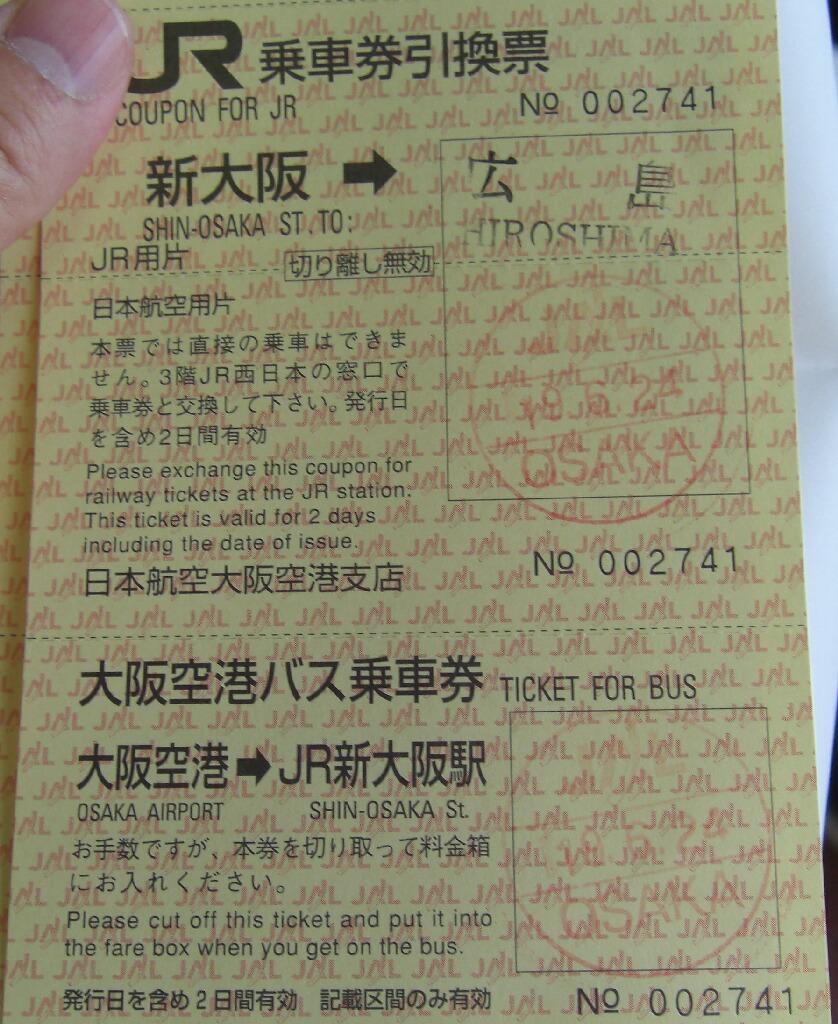 JR 乗車券引換票
COUPON FOR JR
№ 002741
新大阪 ➡ 広島
SHIN-OSAKA ST.TO: HIROSHIMA
JR用片
切り離し無効
日本航空用片
本票では直接の乗車はできま
せん。3階JR西日本の窓口で
乗車券と交換して下さい。発行日
を含め2日間有効
Please exchange this coupon for
railway tickets at the JR station.
This ticket is valid for 2 days
including the date of issue.
OSAKA
日本航空大阪空港支店
№ 002741
大阪空港バス乗車券 TICKET FOR BUS
大阪空港➡JR新大阪駅
OSAKA AIRPORT SHIN-OSAKA St.
お手数ですが、本券を切り取って料金箱
にお入れください。
Please cut off this ticket and put it into
the fare box when you get on the bus.
OSAKA
発行日を含め2日間有効 記載区間のみ有効
№ 002741